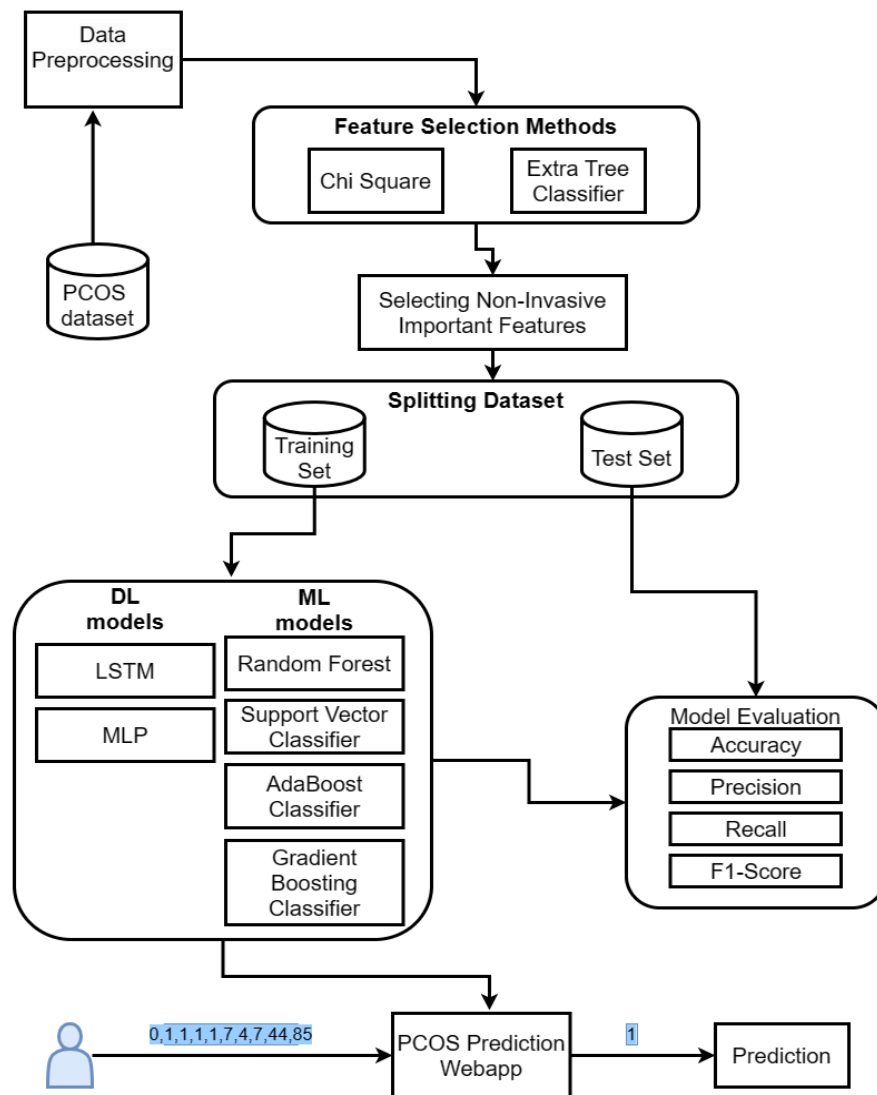 Data
Preprocessing
Feature Selection Methods
Chi Square
Extra Tree
Classifier
PCOS
dataset
Selecting Non-Invasive
Important Features
Splitting Dataset
Training
Set
Test Set
DL
models
LSTM
MLP
ML
models
Random Forest
Support Vector
Classifier
AdaBoost
Classifier
Gradient
Boosting
Classifier
Model Evaluation
Accuracy
Precision
Recall
F1-Score
0,1,1,1,1,7,4,7,44,85
PCOS Prediction
Webapp
1
Prediction